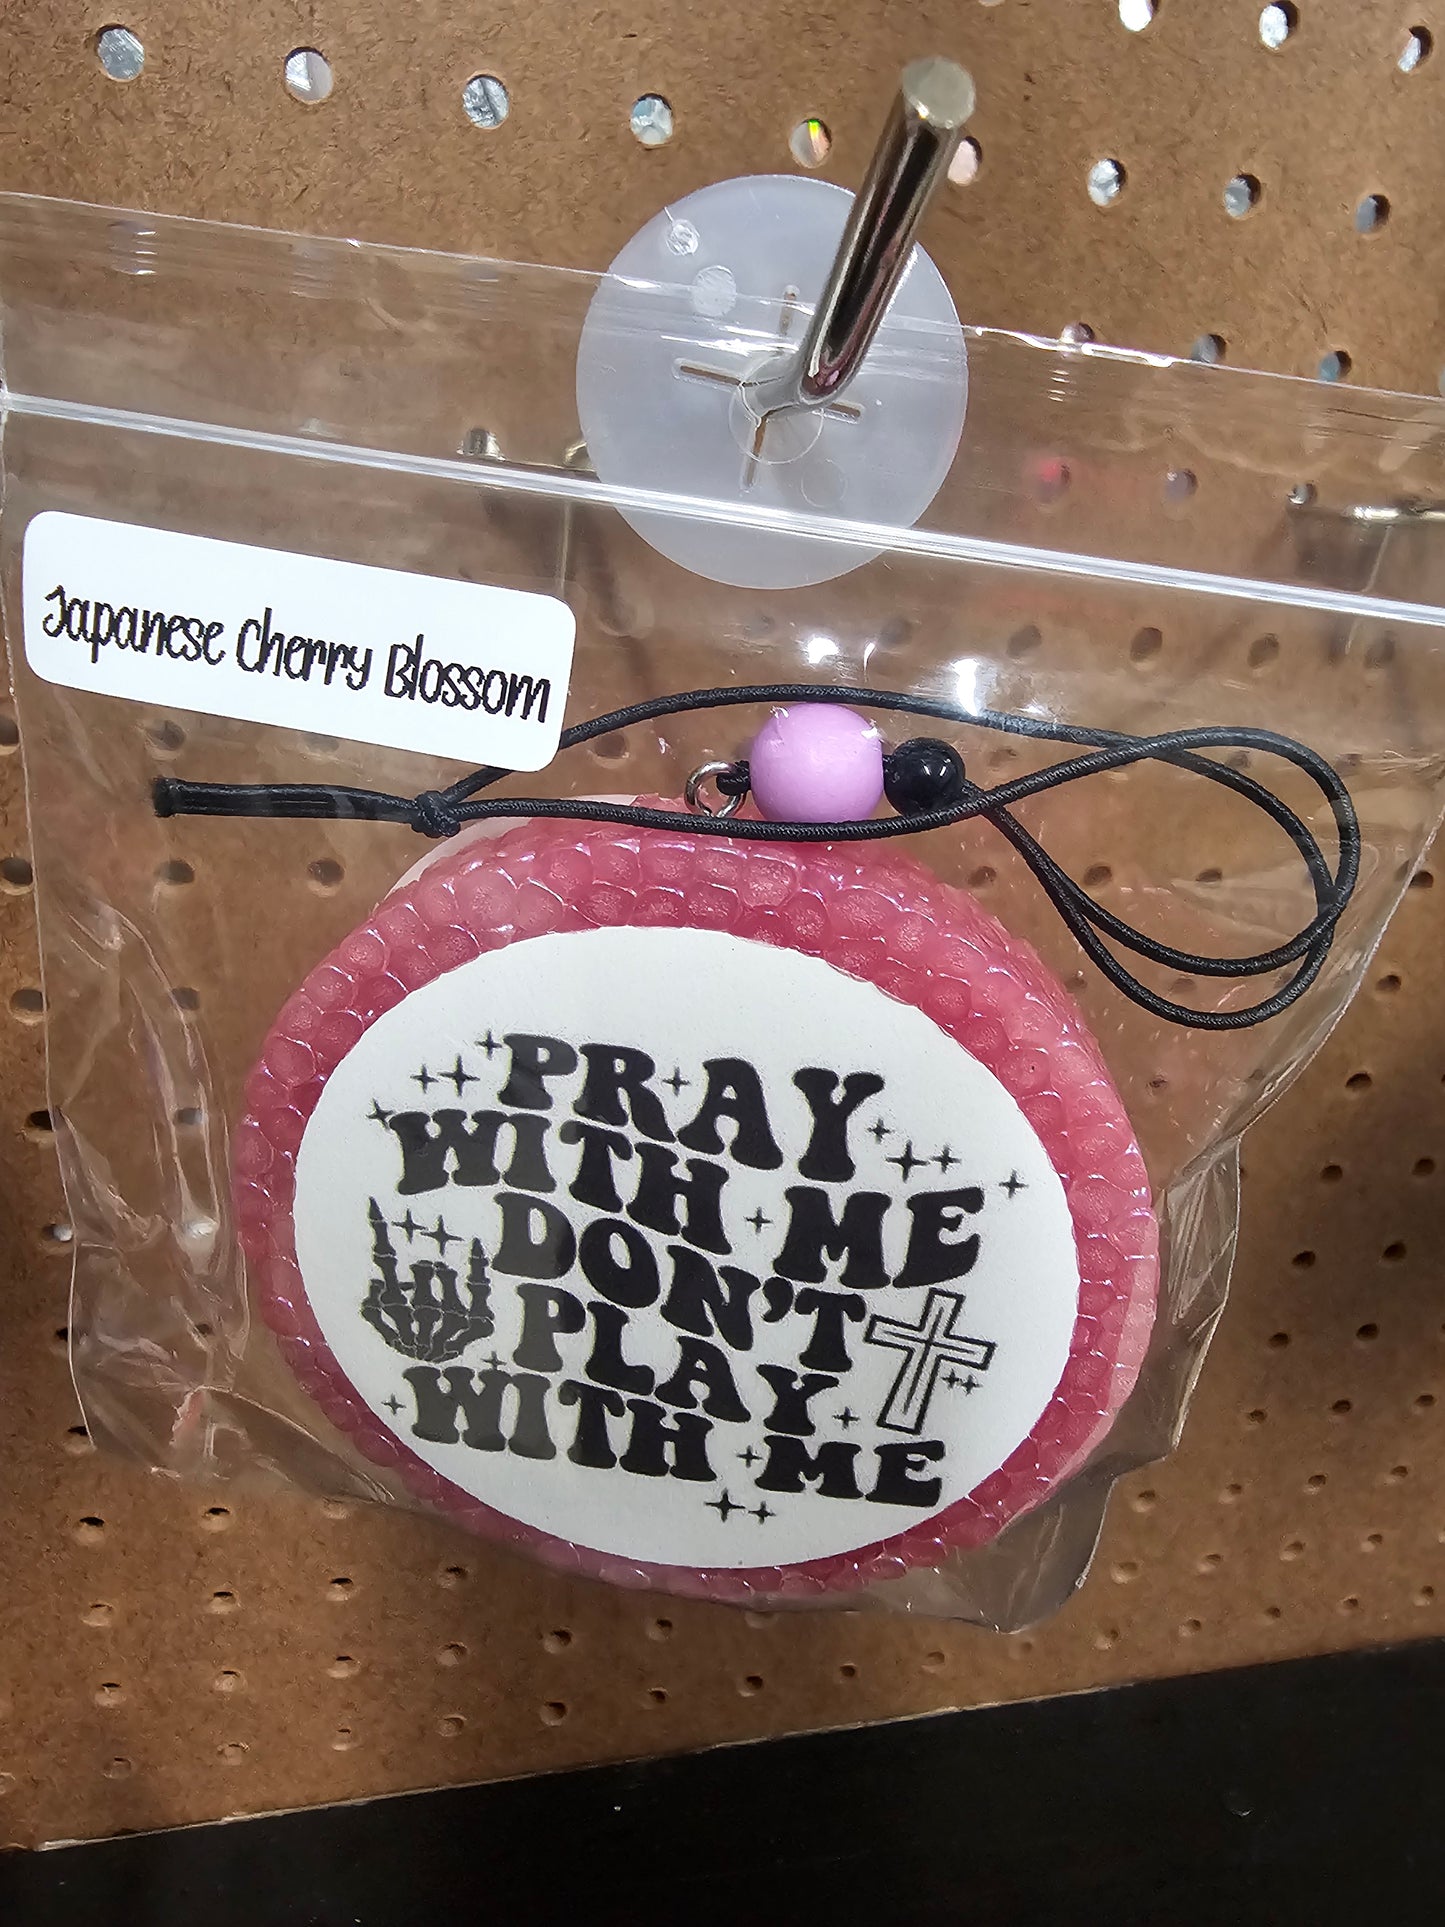 Japanese Cherry Blossom
PRAY
WITH ME
DON'T
PLAY
WITH ME